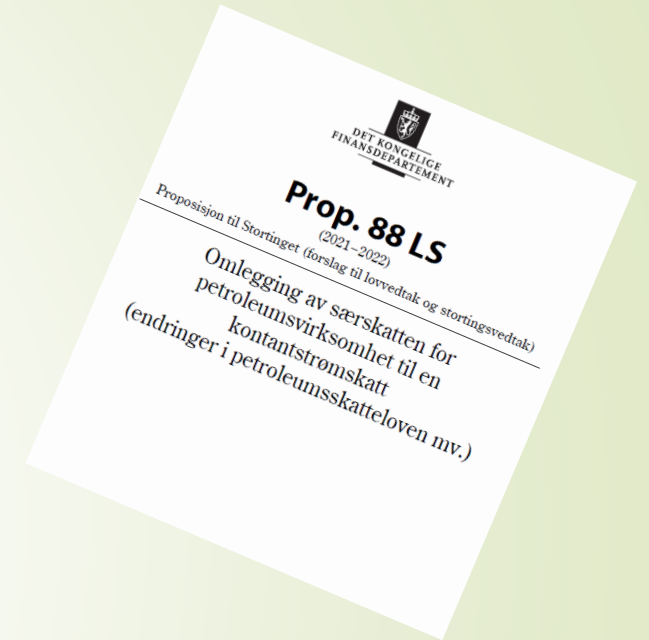 DET KONGELIGE
FINANSDEPARTEMENT
Prop. 88 LS
(2021–2022)
Proposisjon til Stortinget (forslag til lovvedtak og stortingsvedtak)
Omlegging av særskatten for
petroleumsvirksomhet til en
kontantstrømskatt
(endringer i petroleumsskatteloven mv.)